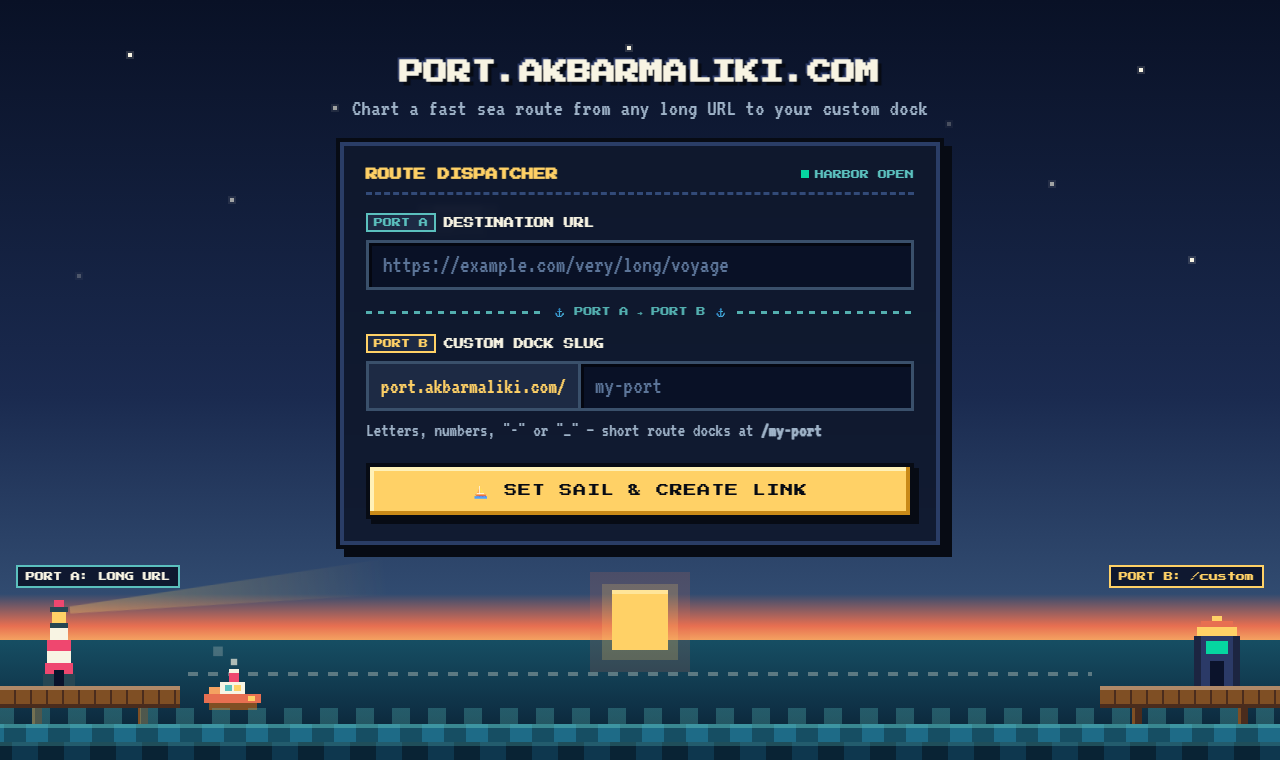 PORT.AKBARMALIKI.COM
Chart a fast sea route from any long URL to your custom dock
ROUTE DISPATCHER
HARBOR OPEN
PORT A DESTINATION URL
https://example.com/very/long/voyage
⚓ PORT A → PORT B ⚓
PORT B CUSTOM DOCK SLUG
port.akbarmaliki.com/ my-port
Letters, numbers, "-" or "_" — short route docks at /my-port
⛵ SET SAIL & CREATE LINK
PORT A: LONG URL
PORT B: /custom